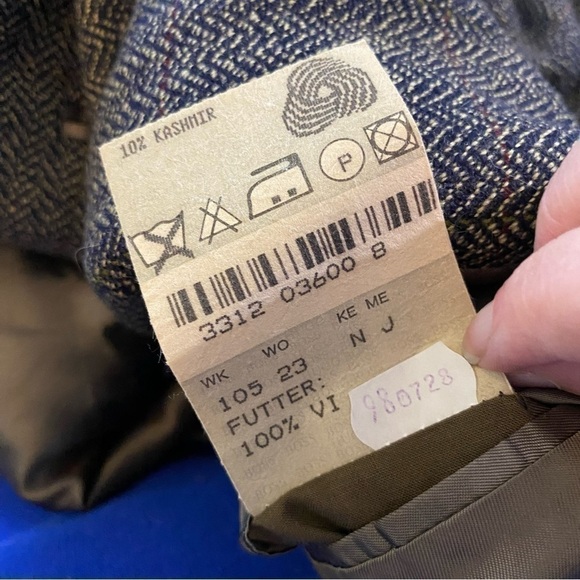 10% KASHMIR
P
3312 03600 8
WK WO KE ME
105 23 N J
FUTTER:
100% VI
980728